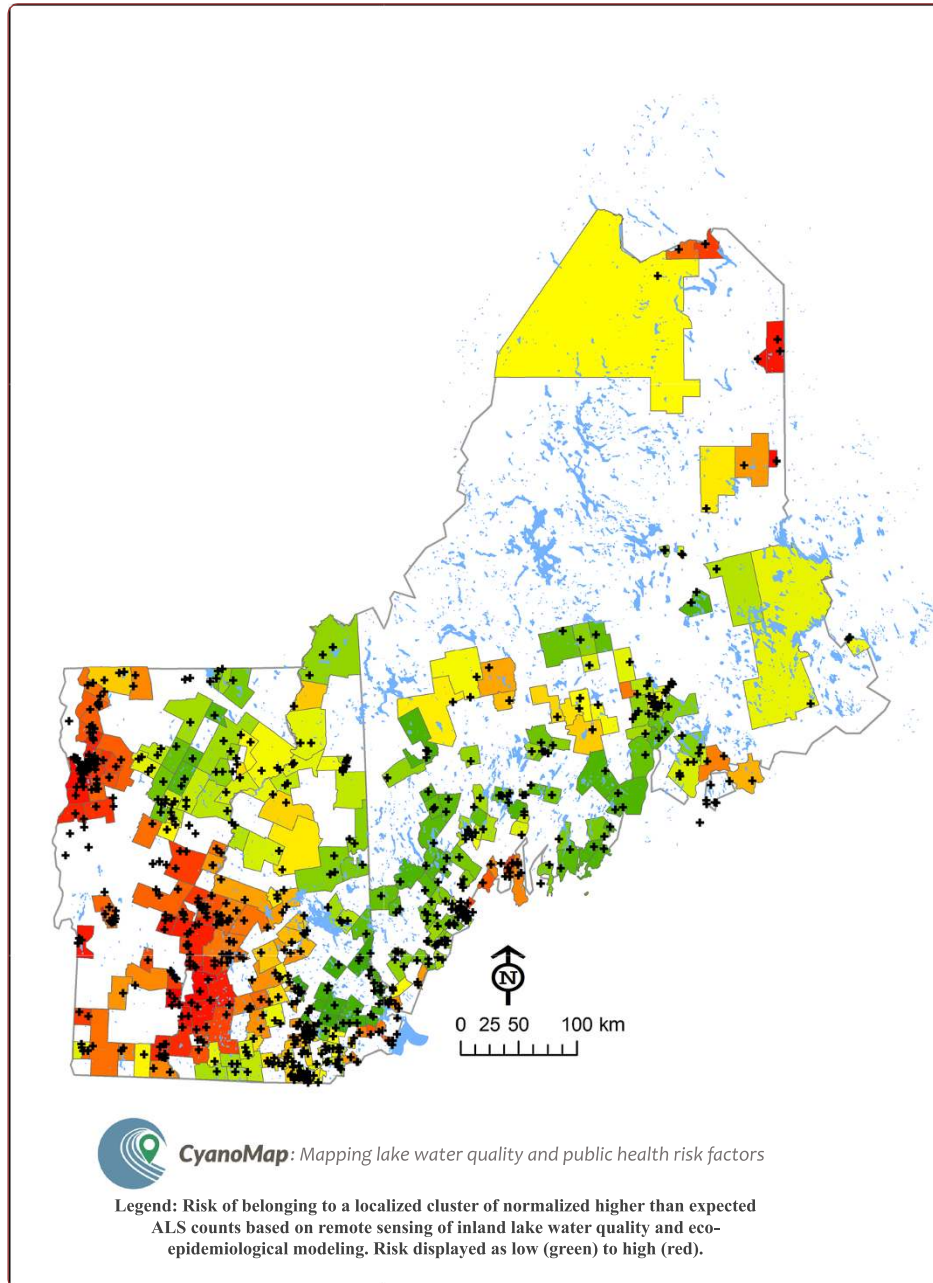 N
0 25 50 100 km
CyanoMap: Mapping lake water quality and public health risk factors
Legend: Risk of belonging to a localized cluster of normalized higher than expected
ALS counts based on remote sensing of inland lake water quality and eco-
epidemiological modeling. Risk displayed as low (green) to high (red).